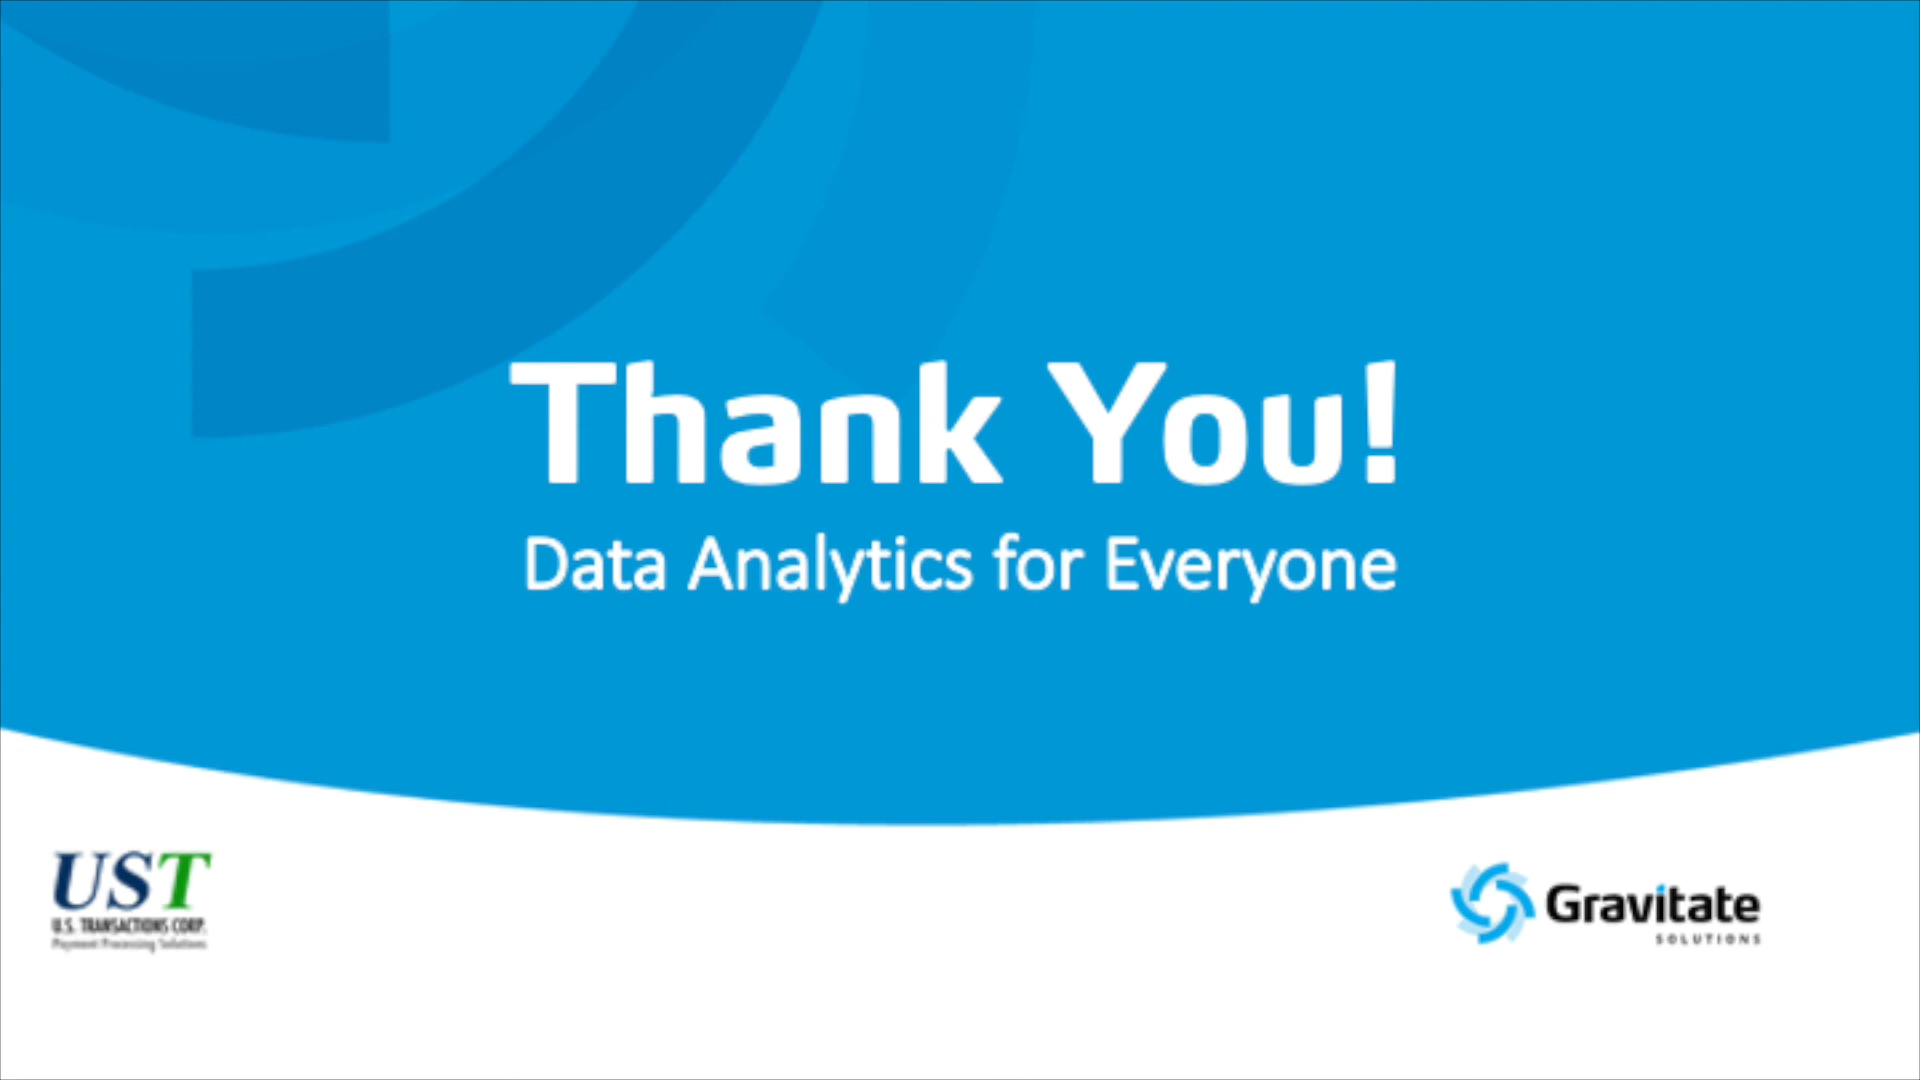 Thank You!
Data Analytics for Everyone
UST
U.S. TRANSACTIONS CORP.
Payment Processing Solutions
Gravitate
SOLUTIONS